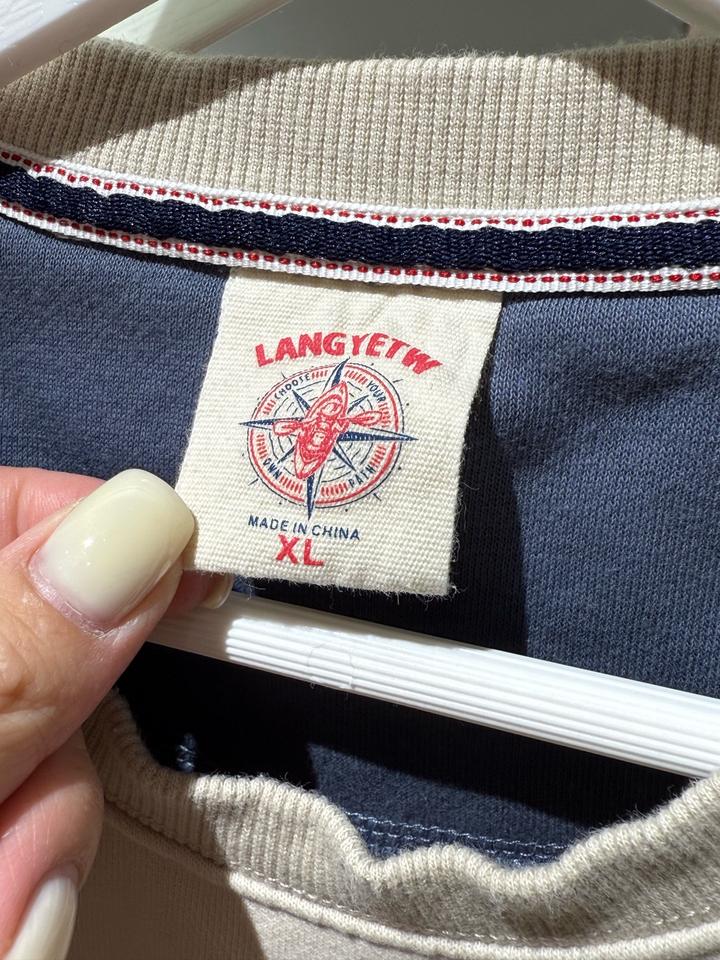 LANGYETW
CHOOSE YOUR
OWN PATH
MADE IN CHINA
XL